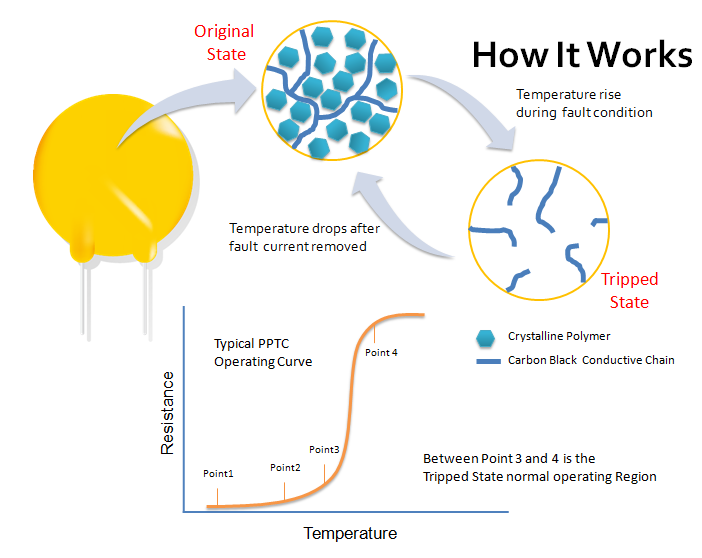 How It Works
Original
State
Temperature rise
during fault condition
Temperature drops after
fault current removed
Tripped
State
Typical PPTC
Operating Curve
Crystalline Polymer
Carbon Black Conductive Chain
Point1
Point2
Point3
Point 4
Between Point 3 and 4 is the
Tripped State normal operating Region
Resistance
Temperature